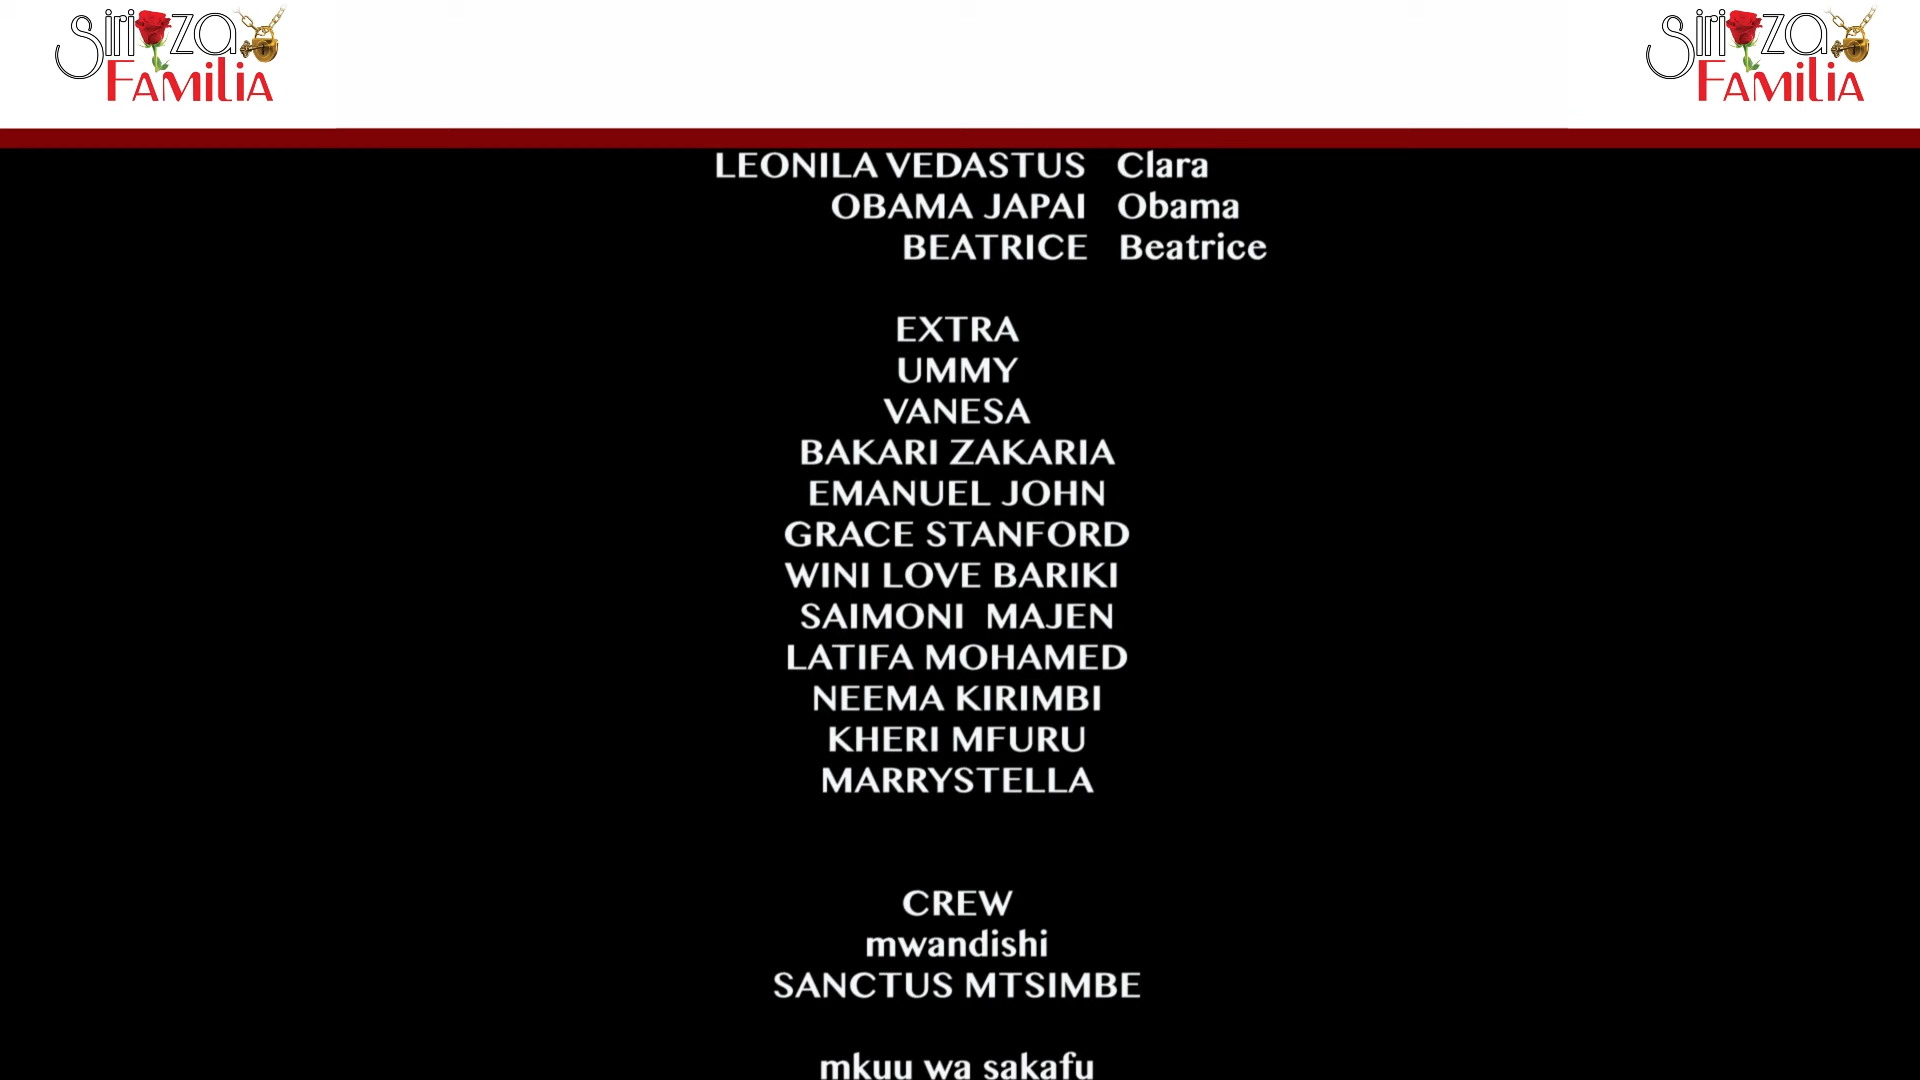 Siri za
FAMILIA
Siri za
FAMILIA
LEONILA VEDASTUS Clara
OBAMA JAPAI Obama
BEATRICE Beatrice
EXTRA
UMMY
VANESA
BAKARI ZAKARIA
EMANUEL JOHN
GRACE STANFORD
WINI LOVE BARIKI
SAIMONI MAJEN
LATIFA MOHAMED
NEEMA KIRIMBI
KHERI MFURU
MARRYSTELLA
CREW
mwandishi
SANCTUS MTSIMBE
mkuu wa sakafu